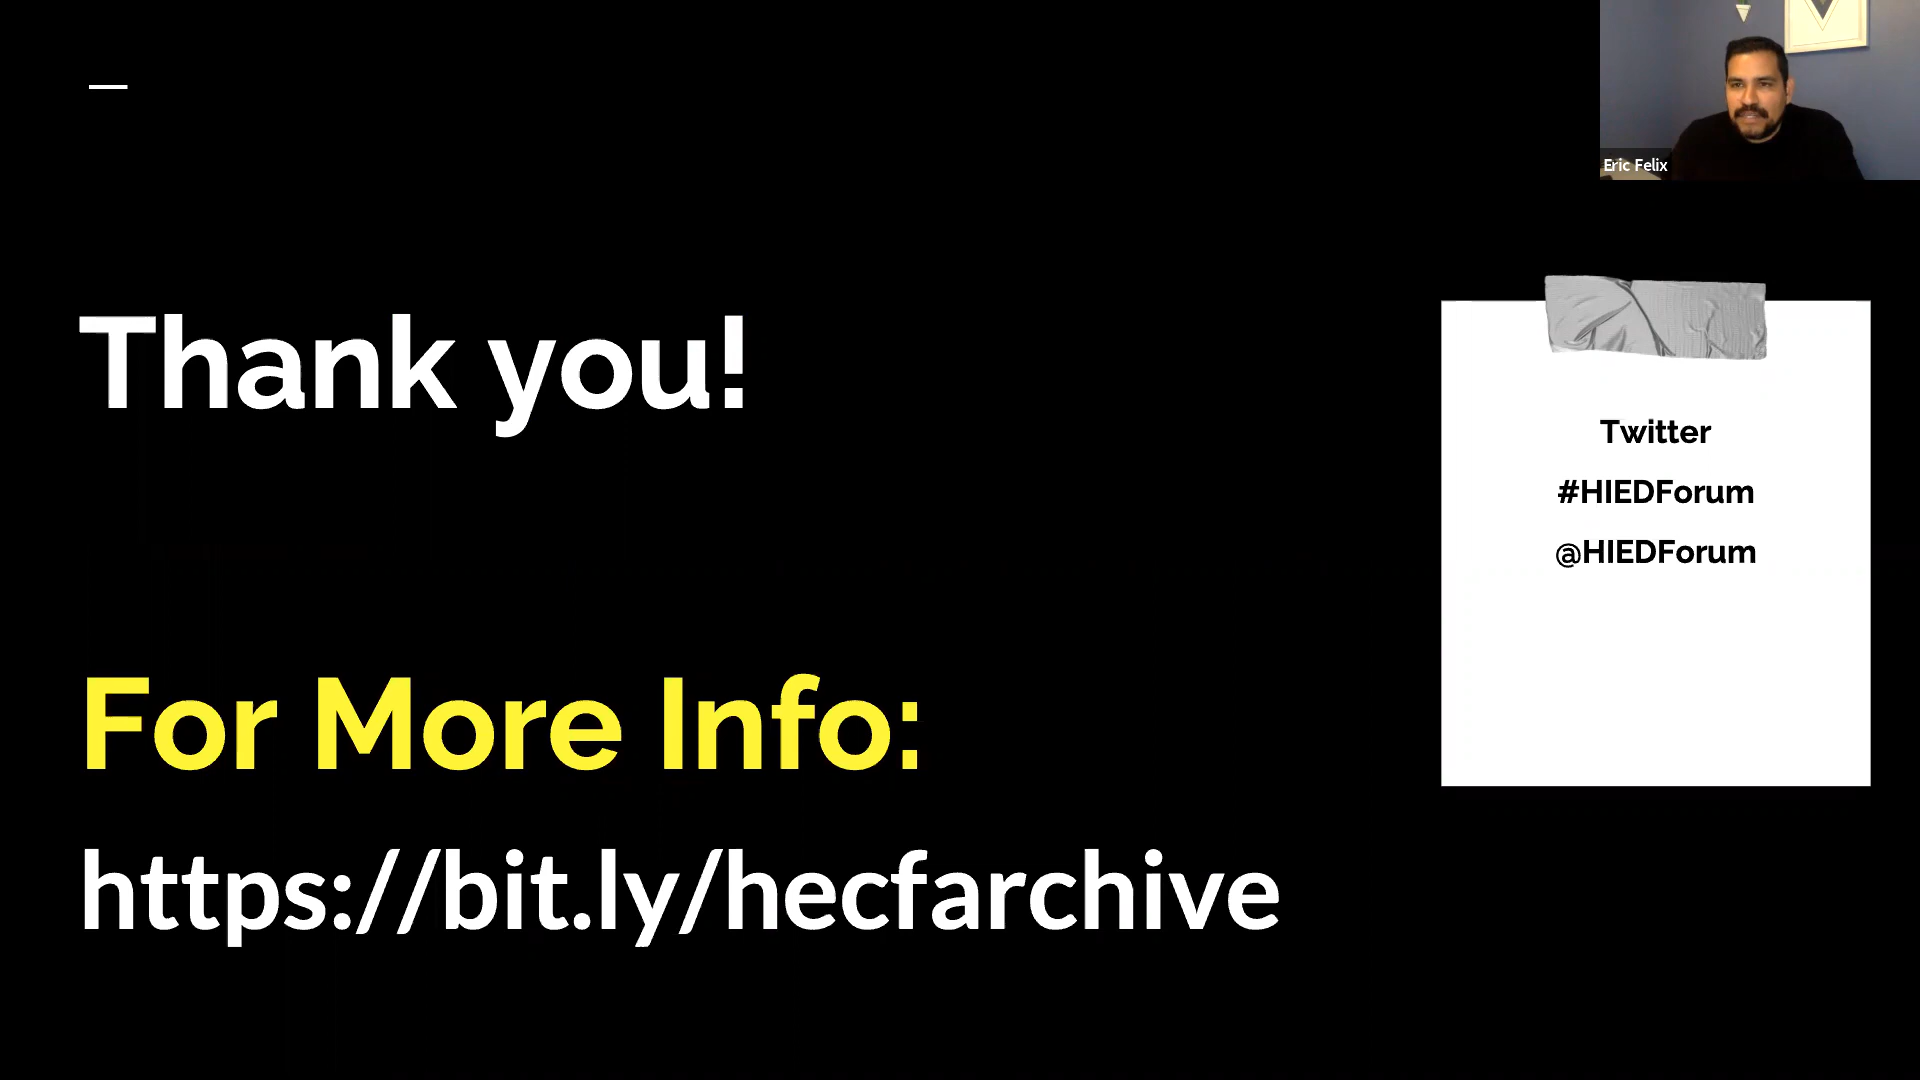 Eric Felix
Thank you!
Twitter
#HIEDForum
@HIEDForum
For More Info:
https://bit.ly/hecfarchive